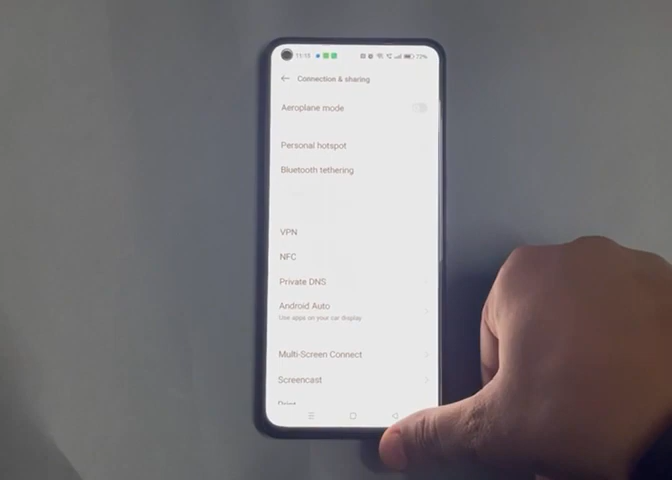 11:15
72%
Connection & sharing
Aeroplane mode
Personal hotspot
Bluetooth tethering
VPN
NFC
Private DNS
Android Auto
Use apps on your car display
Multi-Screen Connect
Screencast
Print